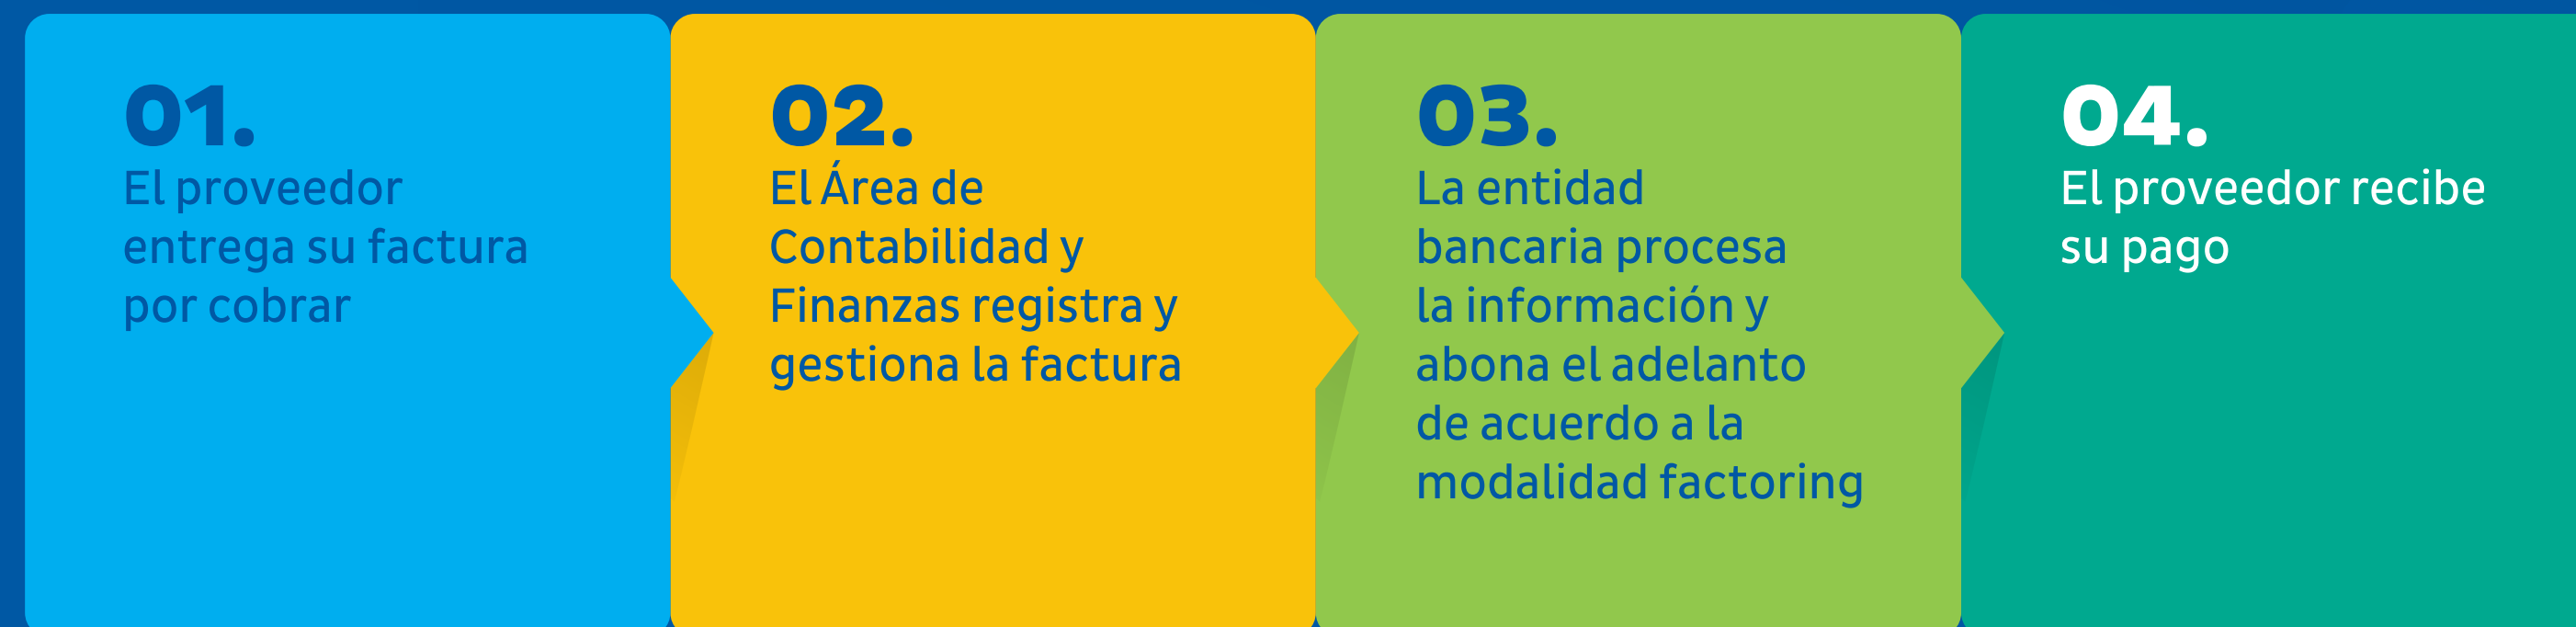 01.
El proveedor
entrega su factura
por cobrar
02.
El Área de
Contabilidad y
Finanzas registra y
gestiona la factura
03.
La entidad
bancaria procesa
la información y
abona el adelanto
de acuerdo a la
modalidad factoring
04.
El proveedor recibe
su pago